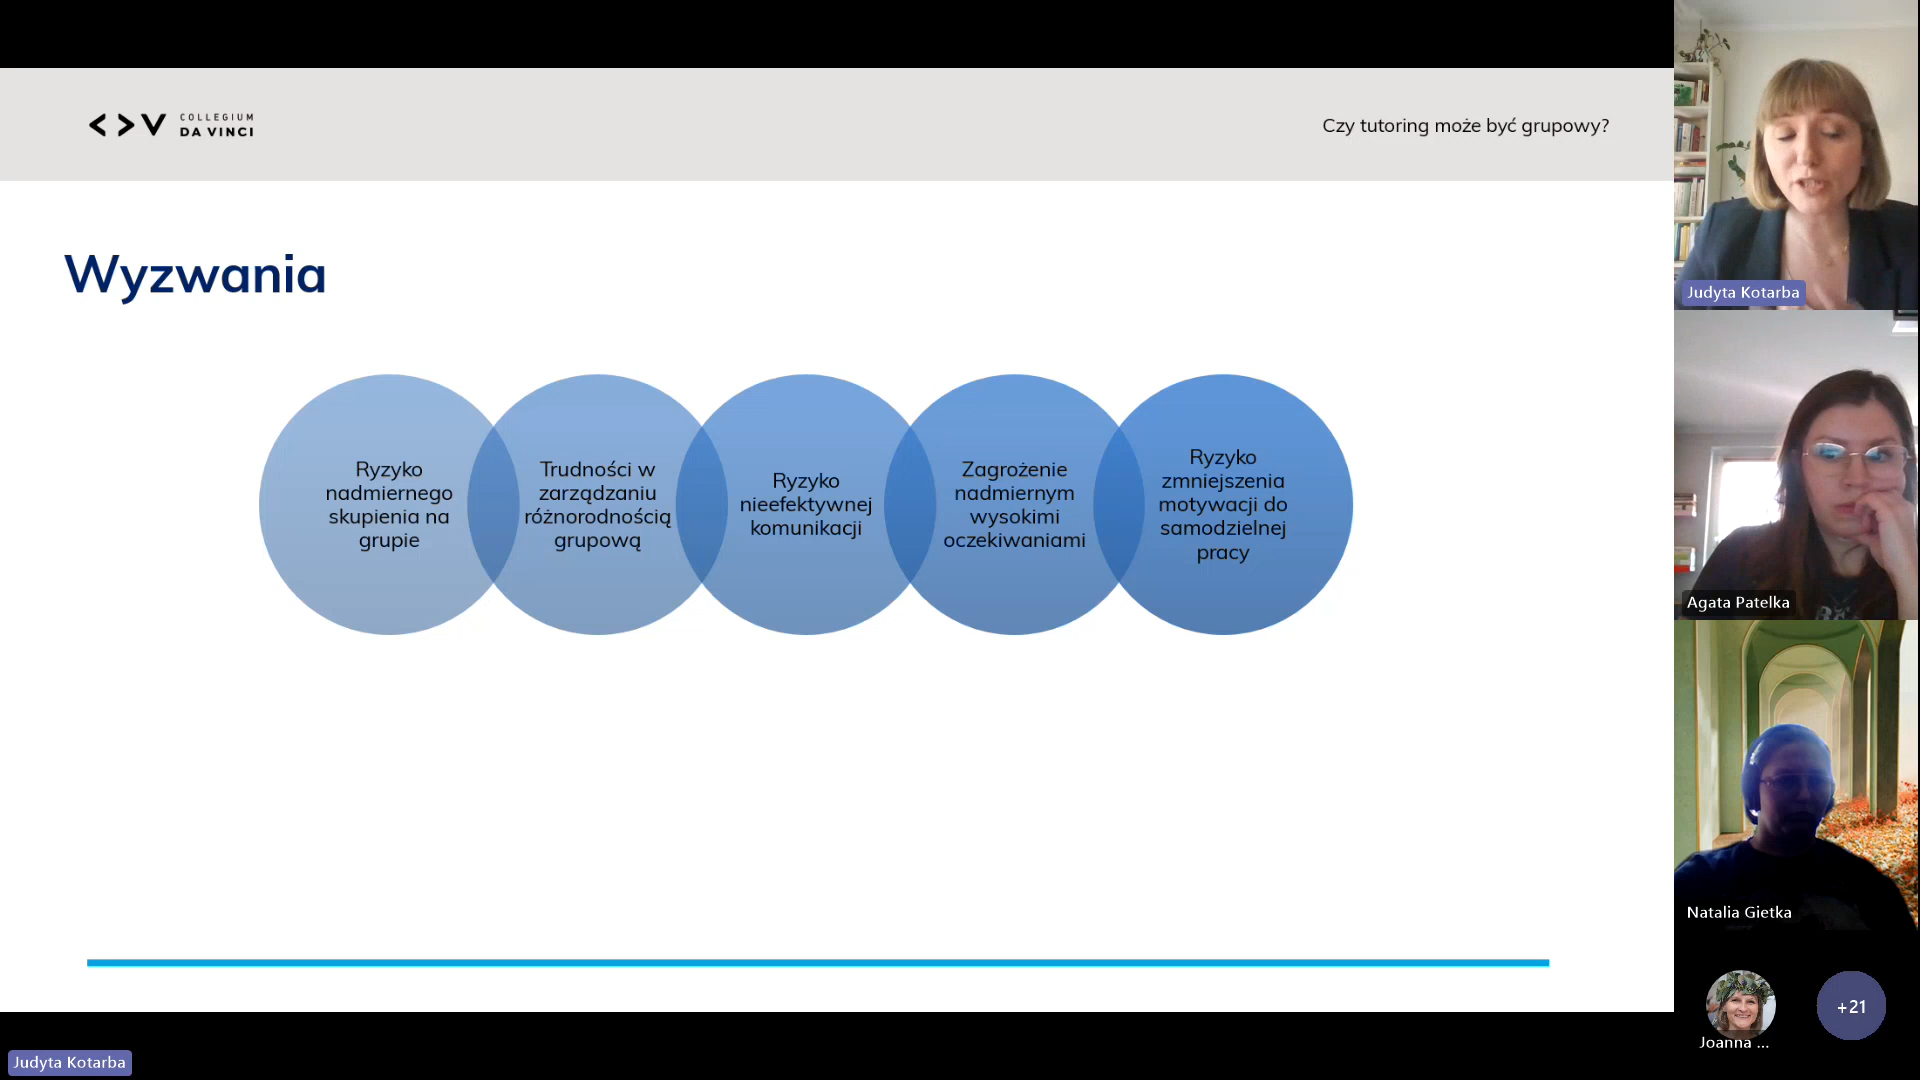 COLLEGIUM
DA VINCI
Czy tutoring może być grupowy?
Wyzwania
Ryzyko
nadmiernego
skupienia na
grupie
Trudności w
zarządzaniu
różnorodnością
grupową
Ryzyko
nieefektywnej
komunikacji
Zagrożenie
nadmiernym
wysokimi
oczekiwaniami
Ryzyko
zmniejszenia
motywacji do
samodzielnej
pracy
Judyta Kotarba
Agata Patelka
Natalia Gietka
Joanna ...
+21
Judyta Kotarba